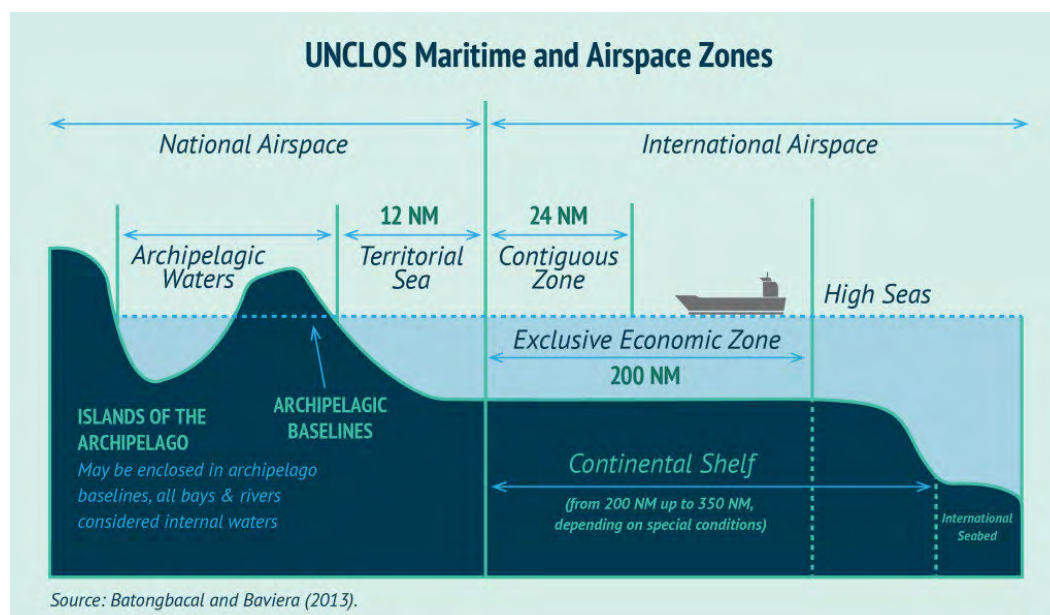 UNCLOS Maritime and Airspace Zones
National Airspace
International Airspace
12 NM
24 NM
Archipelagic
Waters
Territorial
Sea
Contiguous
Zone
High Seas
Exclusive Economic Zone
200 NM
ISLANDS OF THE
ARCHIPELAGO
May be enclosed in archipelago
baselines, all bays & rivers
considered internal waters
ARCHIPELAGIC
BASELINES
Continental Shelf
(from 200 NM up to 350 NM,
depending on special conditions)
International
Seabed
Source: Batongbacal and Baviera (2013).